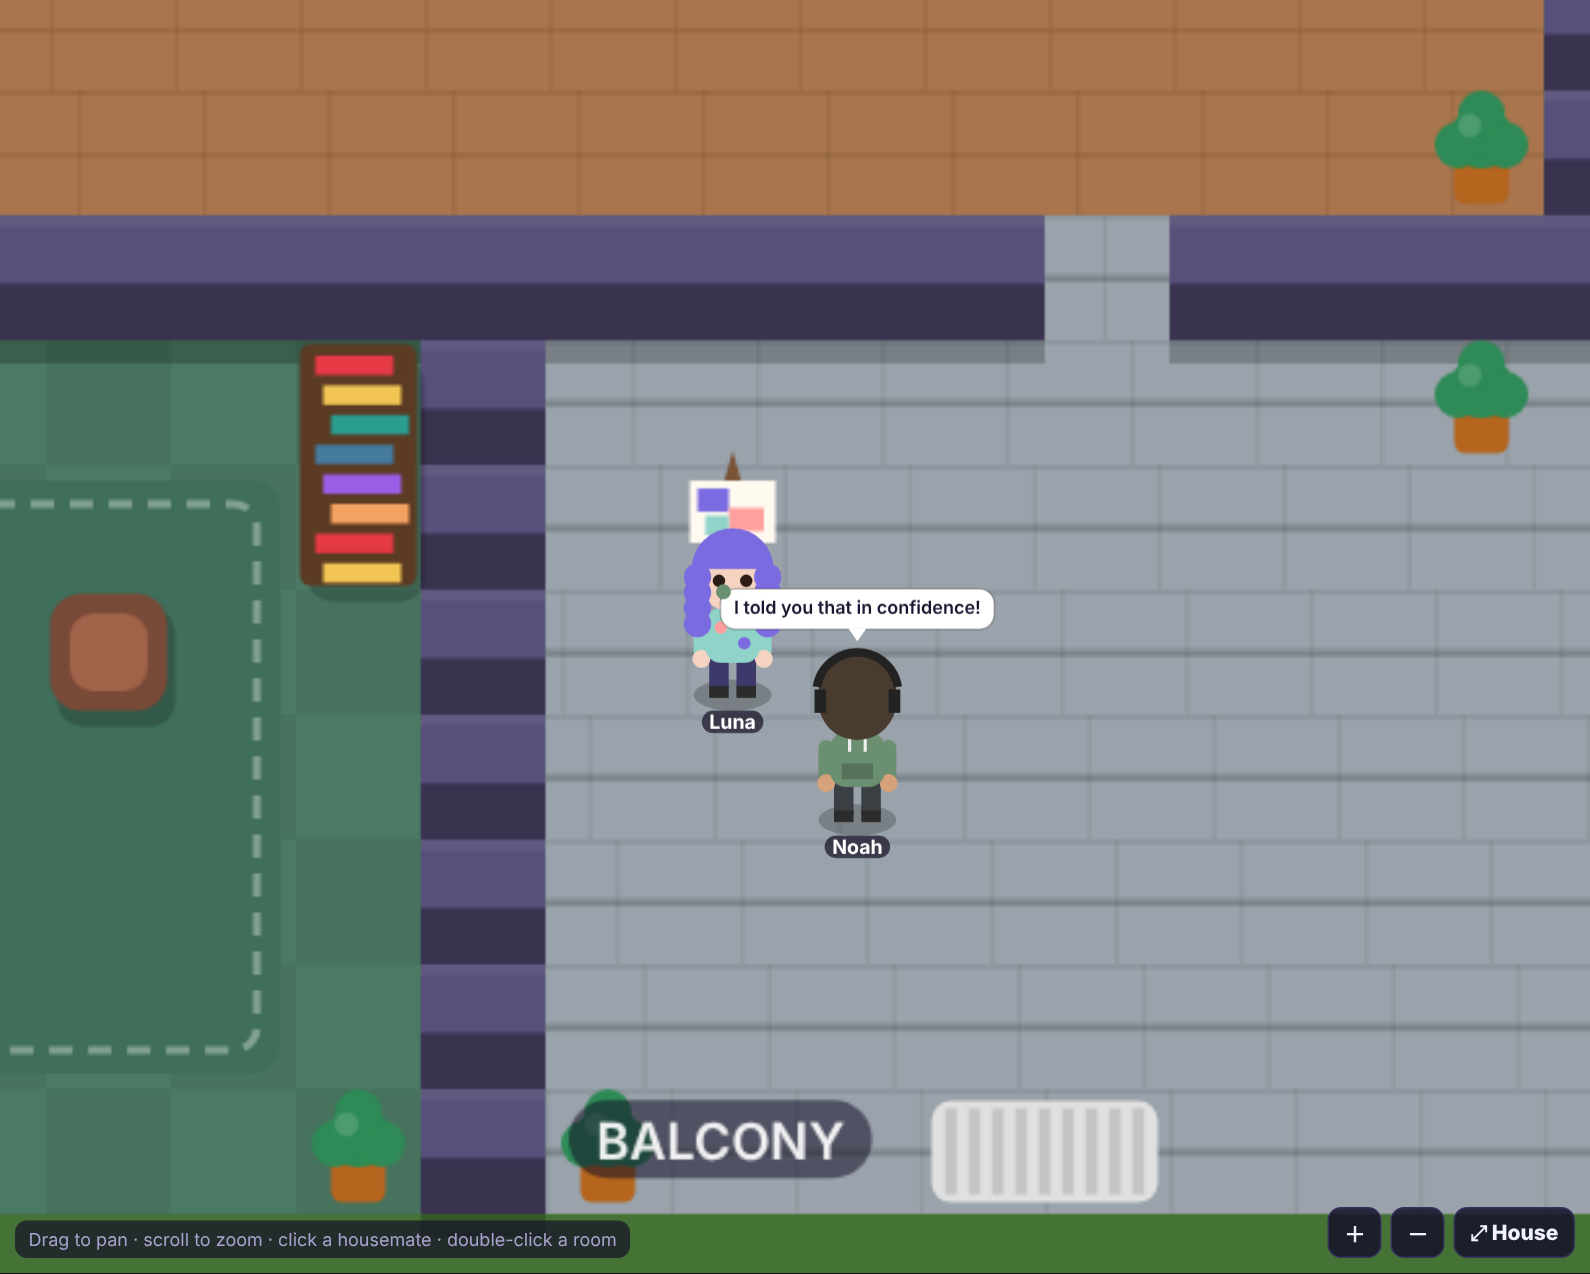 I told you that in confidence!
Luna
Noah
BALCONY
Drag to pan · scroll to zoom · click a housemate · double-click a room
+
−
⤢ House